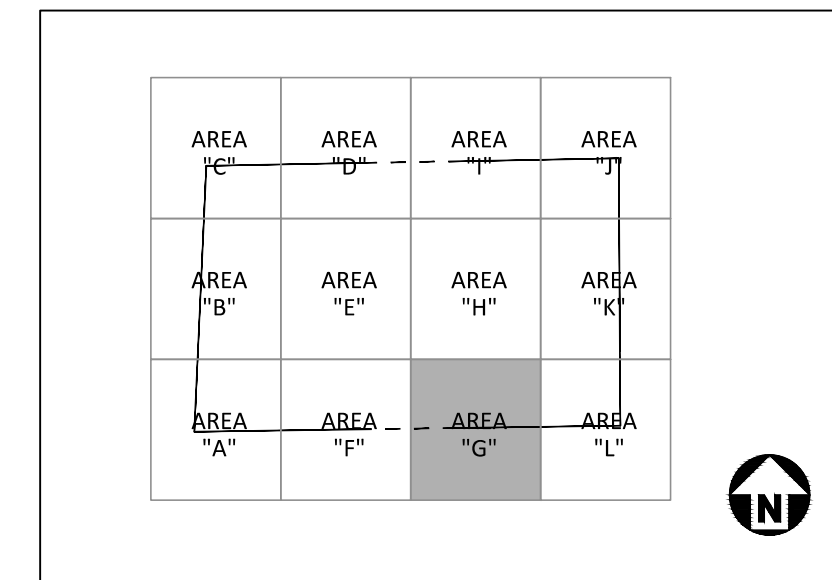 AREA
"C"
AREA
"D"
AREA
"I"
AREA
"J"
AREA
"B"
AREA
"E"
AREA
"H"
AREA
"K"
AREA
"A"
AREA
"F"
AREA
"G"
AREA
"L"
N